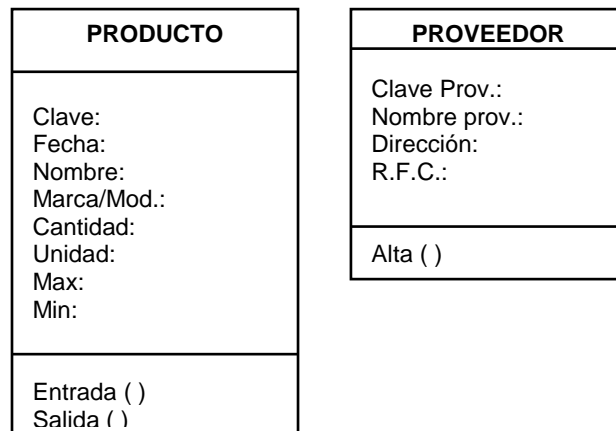 PRODUCTO
Clave:
Fecha:
Nombre:
Marca/Mod.:
Cantidad:
Unidad:
Max:
Min:
Entrada ( )
Salida ( )
PROVEEDOR
Clave Prov.:
Nombre prov.:
Dirección:
R.F.C.:
Alta ( )